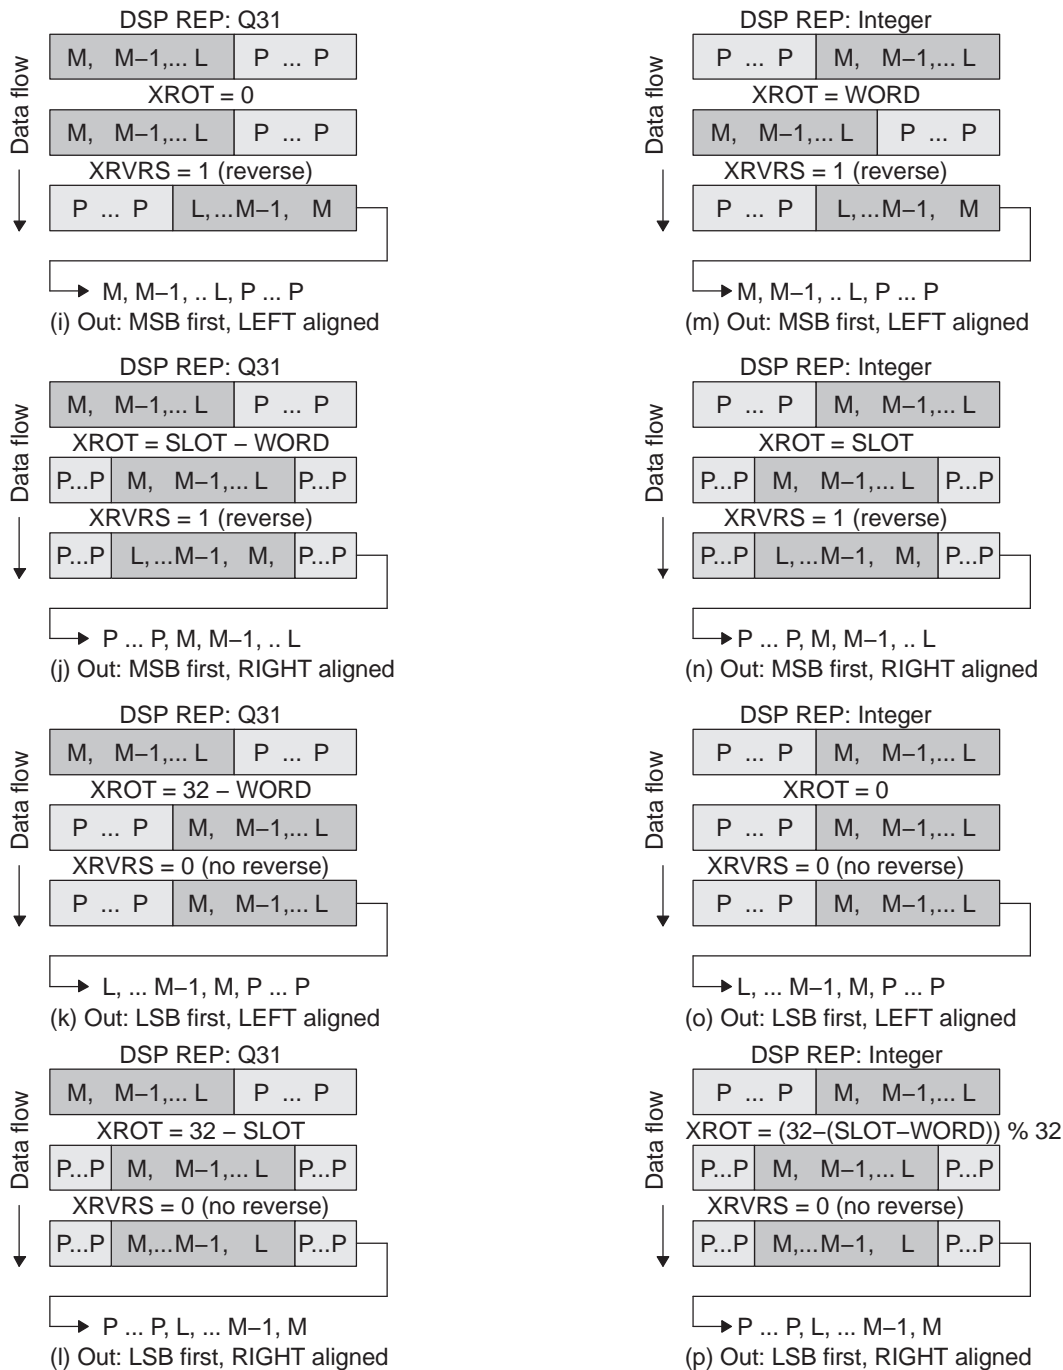 DSP REP: Q31
Data flow
M, M–1,... L P ... P
XROT = 0
M, M–1,... L P ... P
XRVRS = 1 (reverse)
P ... P L,...M–1, M
M, M–1, .. L, P ... P
(i) Out: MSB first, LEFT aligned
DSP REP: Integer
Data flow
P ... P M, M–1,... L
XROT = WORD
M, M–1,... L P ... P
XRVRS = 1 (reverse)
P ... P L,...M–1, M
M, M–1, .. L, P ... P
(m) Out: MSB first, LEFT aligned
DSP REP: Q31
Data flow
M, M–1,... L P ... P
XROT = SLOT – WORD
P...P M, M–1,... L P...P
XRVRS = 1 (reverse)
P...P L,...M–1, M, P...P
P ... P, M, M–1, .. L
(j) Out: MSB first, RIGHT aligned
DSP REP: Integer
Data flow
P ... P M, M–1,... L
XROT = SLOT
P...P M, M–1,... L P...P
XRVRS = 1 (reverse)
P...P L,...M–1, M, P...P
P ... P, M, M–1, .. L
(n) Out: MSB first, RIGHT aligned
DSP REP: Q31
Data flow
M, M–1,... L P ... P
XROT = 32 – WORD
P ... P M, M–1,... L
XRVRS = 0 (no reverse)
P ... P M, M–1,... L
L, ... M–1, M, P ... P
(k) Out: LSB first, LEFT aligned
DSP REP: Integer
Data flow
P ... P M, M–1,... L
XROT = 0
P ... P M, M–1,... L
XRVRS = 0 (no reverse)
P ... P M, M–1,... L
L, ... M–1, M, P ... P
(o) Out: LSB first, LEFT aligned
DSP REP: Q31
Data flow
M, M–1,... L P ... P
XROT = 32 – SLOT
P...P M, M–1,... L P...P
XRVRS = 0 (no reverse)
P...P M,...M–1, L P...P
P ... P, L, ... M–1, M
(l) Out: LSB first, RIGHT aligned
DSP REP: Integer
Data flow
P ... P M, M–1,... L
XROT = (32–(SLOT–WORD)) % 32
P...P M, M–1,... L P...P
XRVRS = 0 (no reverse)
P...P M,...M–1, L P...P
P ... P, L, ... M–1, M
(p) Out: LSB first, RIGHT aligned